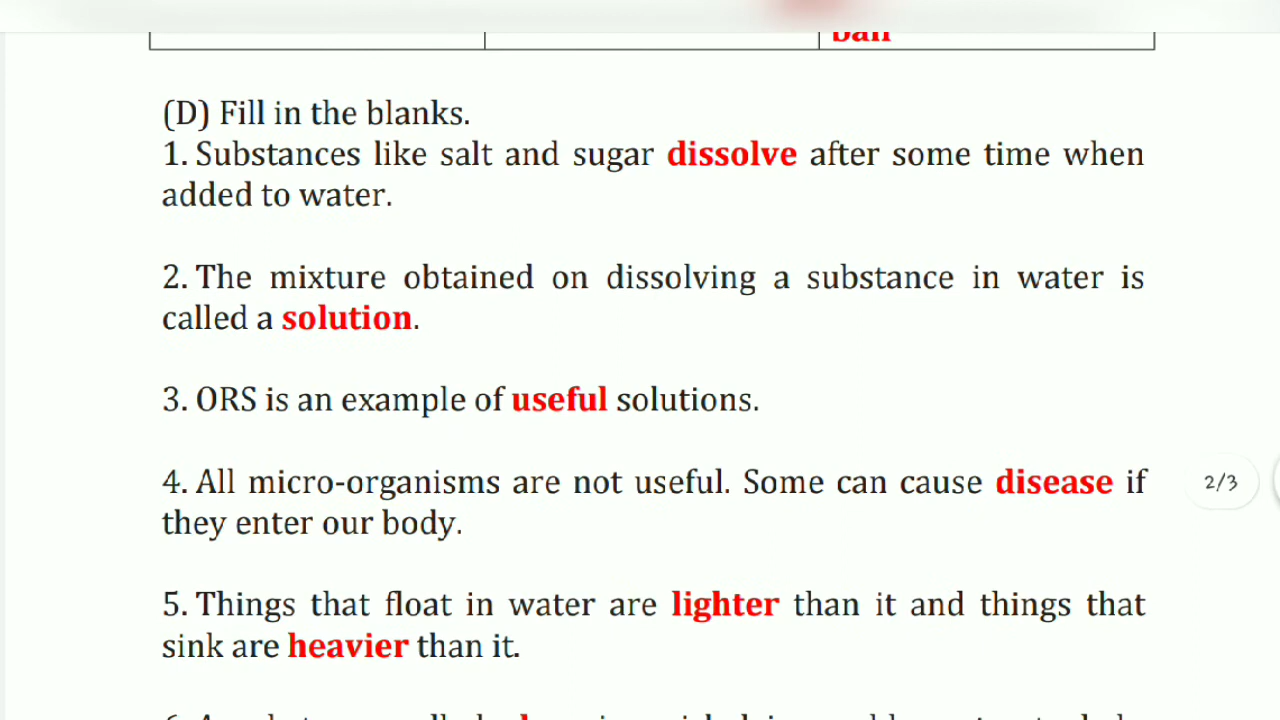 ball
(D) Fill in the blanks.
1. Substances like salt and sugar dissolve after some time when
added to water.
2. The mixture obtained on dissolving a substance in water is
called a solution.
3. ORS is an example of useful solutions.
4. All micro-organisms are not useful. Some can cause disease if
they enter our body.
2/3
5. Things that float in water are lighter than it and things that
sink are heavier than it.